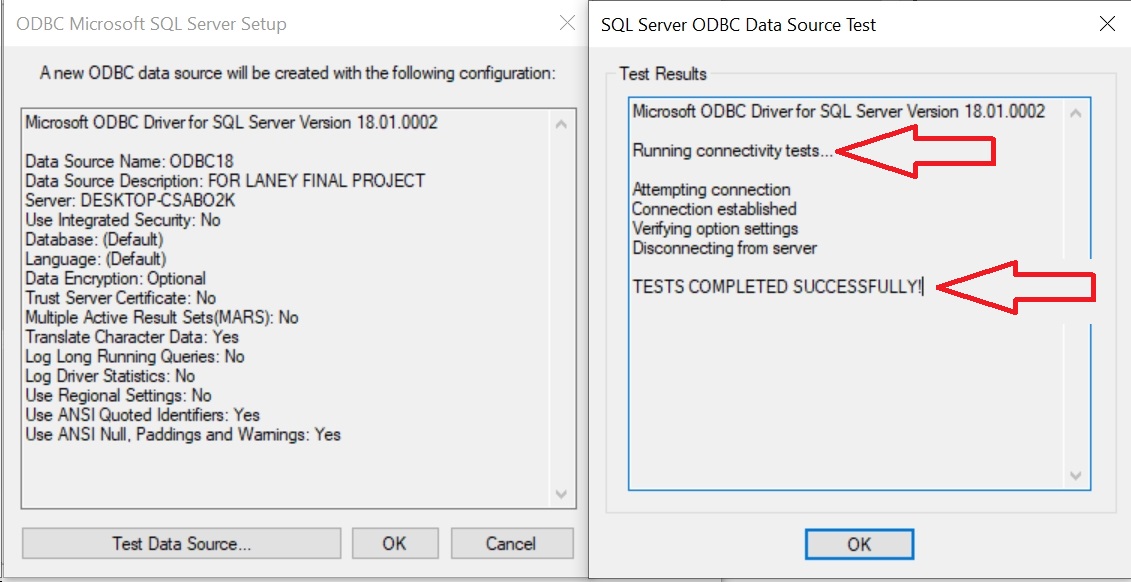 ODBC Microsoft SQL Server Setup
A new ODBC data source will be created with the following configuration:
Microsoft ODBC Driver for SQL Server Version 18.01.0002
Data Source Name: ODBC18
Data Source Description: FOR LANEY FINAL PROJECT
Server: DESKTOP-CSABO2K
Use Integrated Security: No
Database: (Default)
Language: (Default)
Data Encryption: Optional
Trust Server Certificate: No
Multiple Active Result Sets(MARS): No
Translate Character Data: Yes
Log Long Running Queries: No
Log Driver Statistics: No
Use Regional Settings: No
Use ANSI Quoted Identifiers: Yes
Use ANSI Null, Paddings and Warnings: Yes
Test Data Source...
OK
Cancel
SQL Server ODBC Data Source Test
Test Results
Microsoft ODBC Driver for SQL Server Version 18.01.0002
Running connectivity tests...
Attempting connection
Connection established
Verifying option settings
Disconnecting from server
TESTS COMPLETED SUCCESSFULLY!
OK